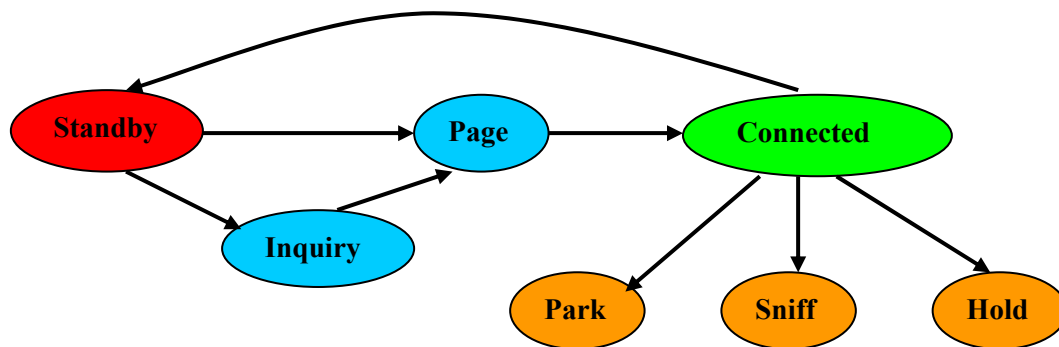 Standby
Page
Connected
Inquiry
Park
Sniff
Hold